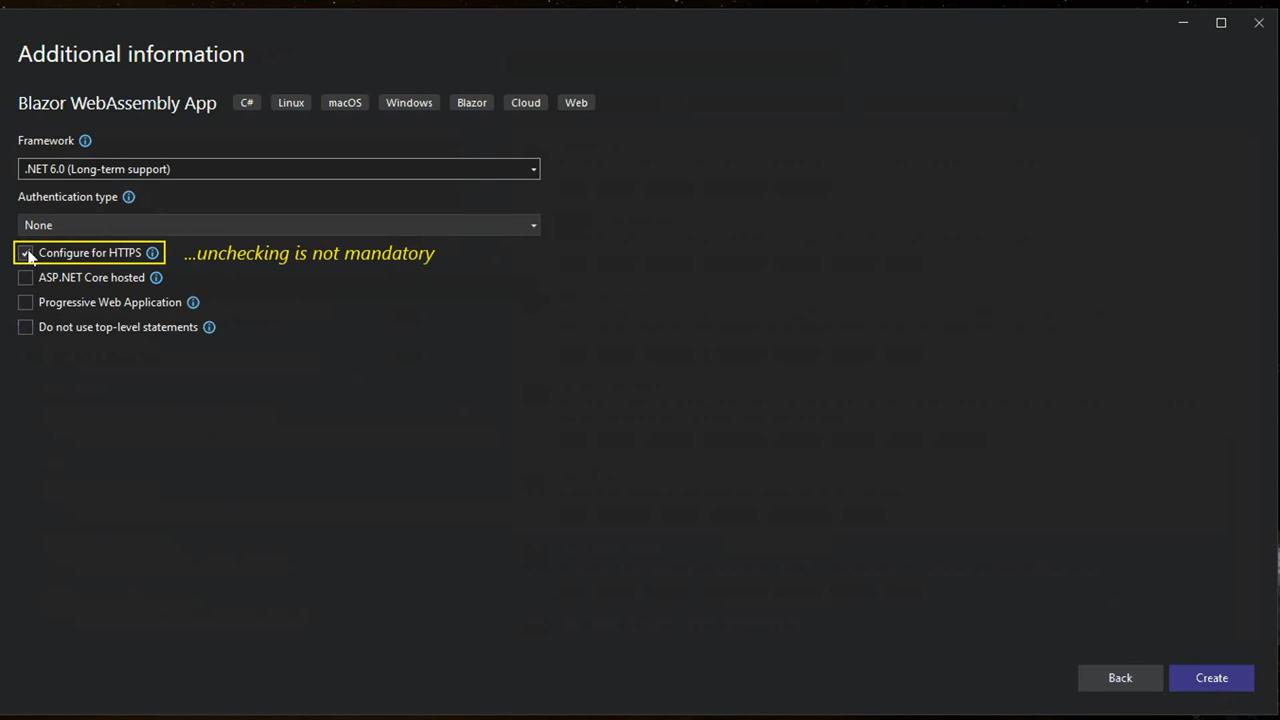 Additional information
Blazor WebAssembly App C# Linux macOS Windows Blazor Cloud Web
Framework
.NET 6.0 (Long-term support)
Authentication type
None
Configure for HTTPS ...unchecking is not mandatory
ASP.NET Core hosted
Progressive Web Application
Do not use top-level statements
Back Create